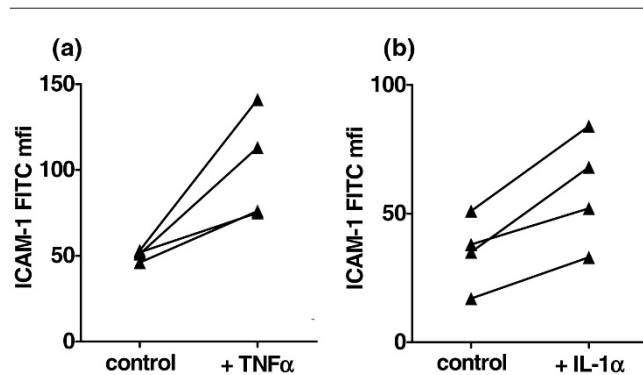 (a)
150
100
50
0
ICAM-1 FITC mfi
control + TNFα
(b)
100
50
0
ICAM-1 FITC mfi
control + IL-1α